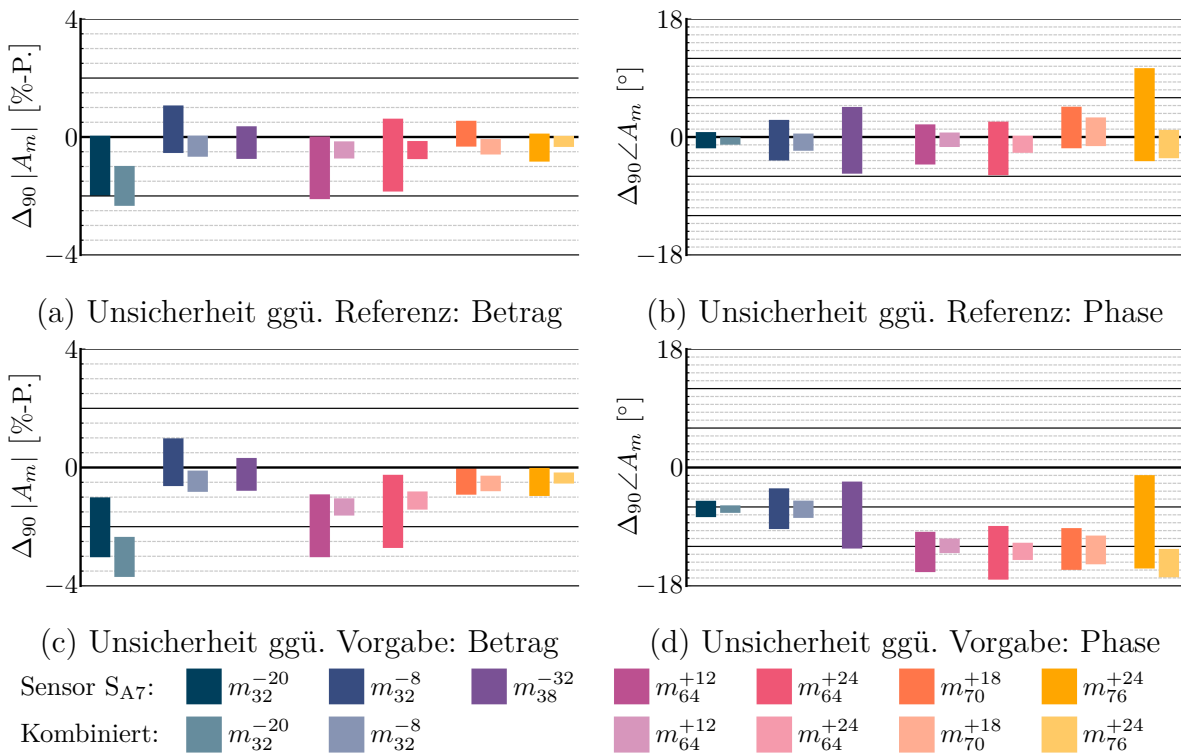 4
0
−4
Δ₉₀ |Aₘ| [%-P.]
(a) Unsicherheit ggü. Referenz: Betrag
18
0
−18
Δ₉₀∠Aₘ [°]
(b) Unsicherheit ggü. Referenz: Phase
4
0
−4
Δ₉₀ |Aₘ| [%-P.]
(c) Unsicherheit ggü. Vorgabe: Betrag
18
0
−18
Δ₉₀∠Aₘ [°]
(d) Unsicherheit ggü. Vorgabe: Phase
Sensor S_A7: m₃₂⁻²⁰ m₃₂⁻⁸ m₃₈⁻³² m₆₄⁺¹² m₆₄⁺²⁴ m₇₀⁺¹⁸ m₇₆⁺²⁴
Kombiniert: m₃₂⁻²⁰ m₃₂⁻⁸ m₆₄⁺¹² m₆₄⁺²⁴ m₇₀⁺¹⁸ m₇₆⁺²⁴